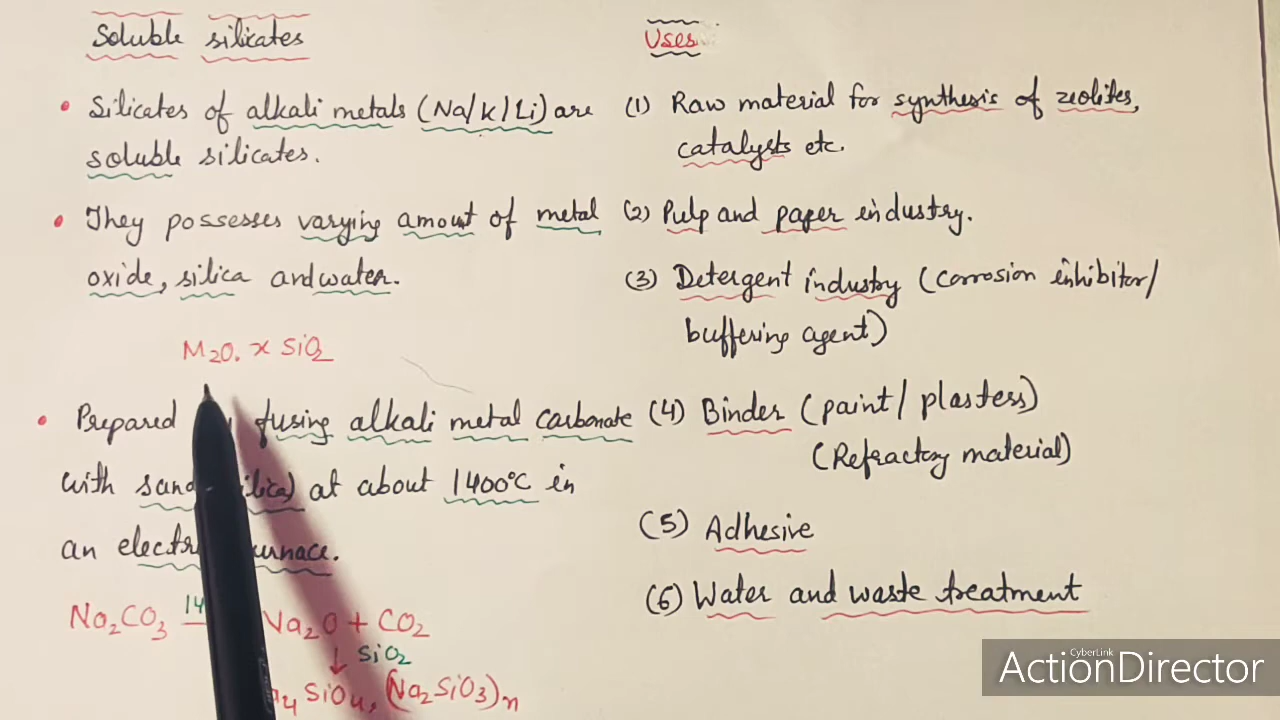 Soluble silicates
• Silicates of alkali metals (Na/K/Li) are
soluble silicates.
• They possesses varying amount of metal
oxide, silica and water.
M2O. x SiO2
• Prepared fusing alkali metal carbonate
with at about 1400°C in
an
Na2CO3 14 Na2O + CO2
↓ SiO2
SiO4, (Na2SiO3)n
Uses
(1) Raw material for synthesis of zeolites,
catalysts etc.
(2) Pulp and paper industry.
(3) Detergent industry (corrosion inhibitor/
buffering agent)
(4) Binder (paint/plasters)
(Refractory material)
(5) Adhesive
(6) Water and waste treatment
CyberLink
ActionDirector